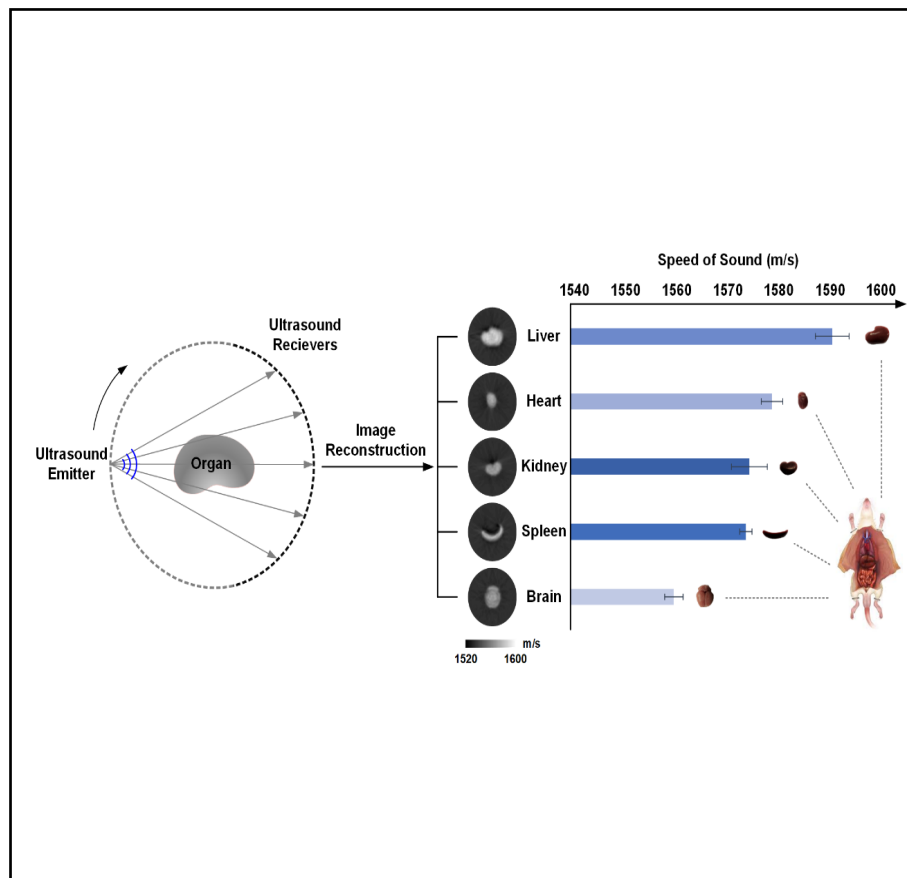 Speed of Sound (m/s)
1540 1550 1560 1570 1580 1590 1600
Ultrasound
Recievers
Ultrasound
Emitter
Organ
Image
Reconstruction
Liver
Heart
Kidney
Spleen
Brain
m/s
1520 1600